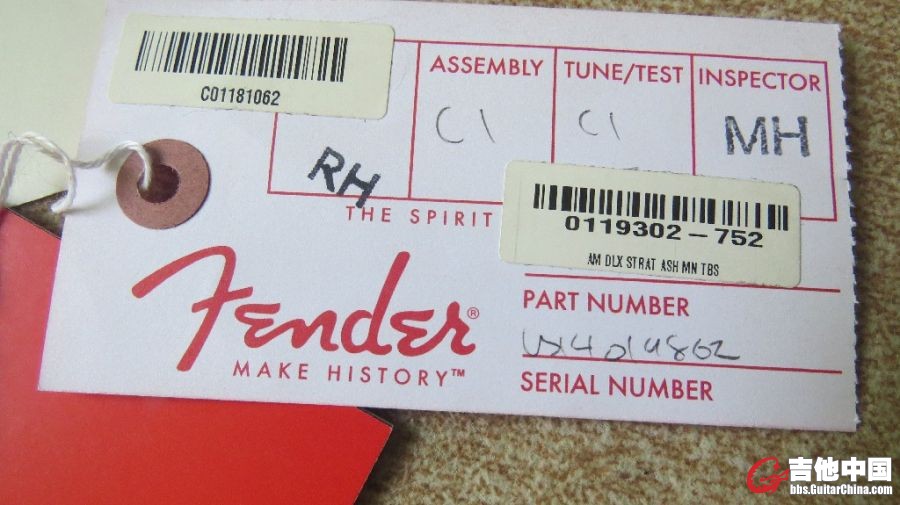 C01181062
ASSEMBLY
TUNE/TEST
INSPECTOR
C1
C1
MH
RH
THE SPIRIT
0119302-752
AM DLX STRAT ASH MN TBS
Fender®
MAKE HISTORY™
PART NUMBER
SERIAL NUMBER
吉他中国
bbs.GuitarChina.com